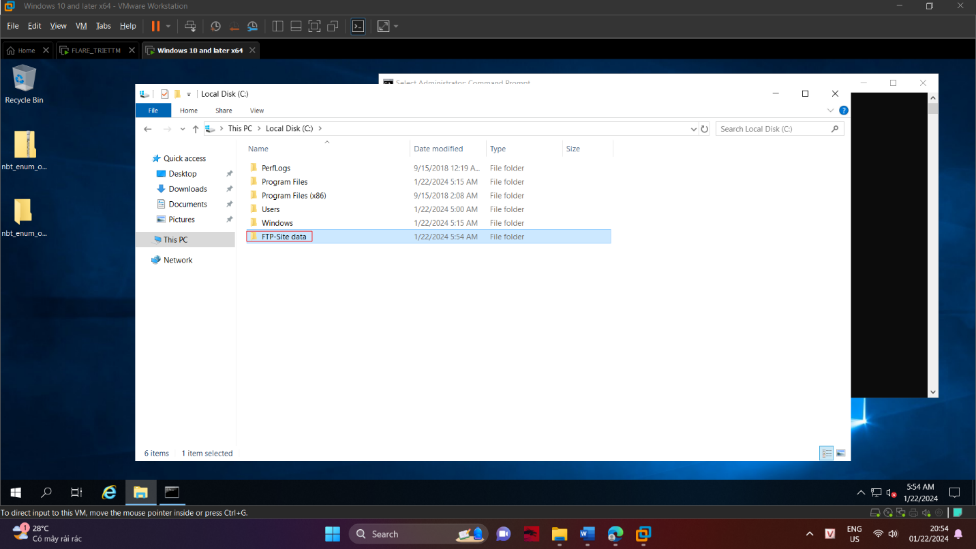 Windows 10 and later x64 - VMware Workstation
File Edit View VM Tabs Help
Home FLARE_TRIETTM Windows 10 and later x64
Recycle Bin
nbt_enum_o...
nbt_enum_o...
Select Administrator: Command Prompt
Local Disk (C:)
File Home Share View
This PC Local Disk (C:) Search Local Disk (C:)
Name Date modified Type Size
Quick access
Desktop
Downloads
Documents
Pictures
This PC
Network
PerfLogs 9/15/2018 12:19 A... File folder
Program Files 1/22/2024 5:15 AM File folder
Program Files (x86) 9/15/2018 2:08 AM File folder
Users 1/22/2024 5:00 AM File folder
Windows 1/22/2024 5:15 AM File folder
FTP-Site data 1/22/2024 5:54 AM File folder
6 items 1 item selected
5:54 AM
1/22/2024
To direct input to this VM, move the mouse pointer inside or press Ctrl+G.
1
28°C
Có mây rải rác
Search
ENG
US
20:54
01/22/2024